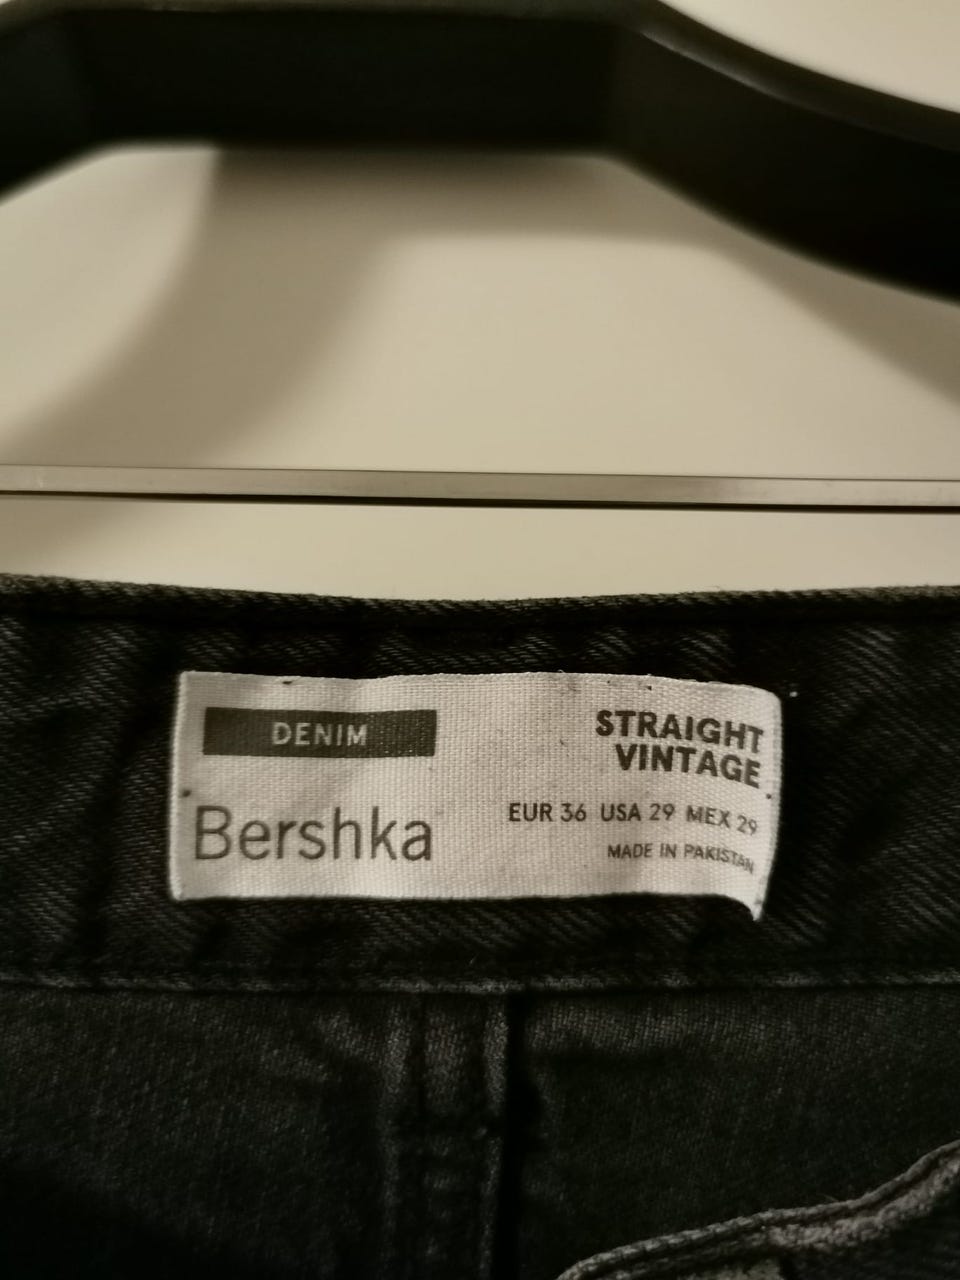 DENIM
Bershka
STRAIGHT
VINTAGE
EUR 36 USA 29 MEX 29
MADE IN PAKISTAN